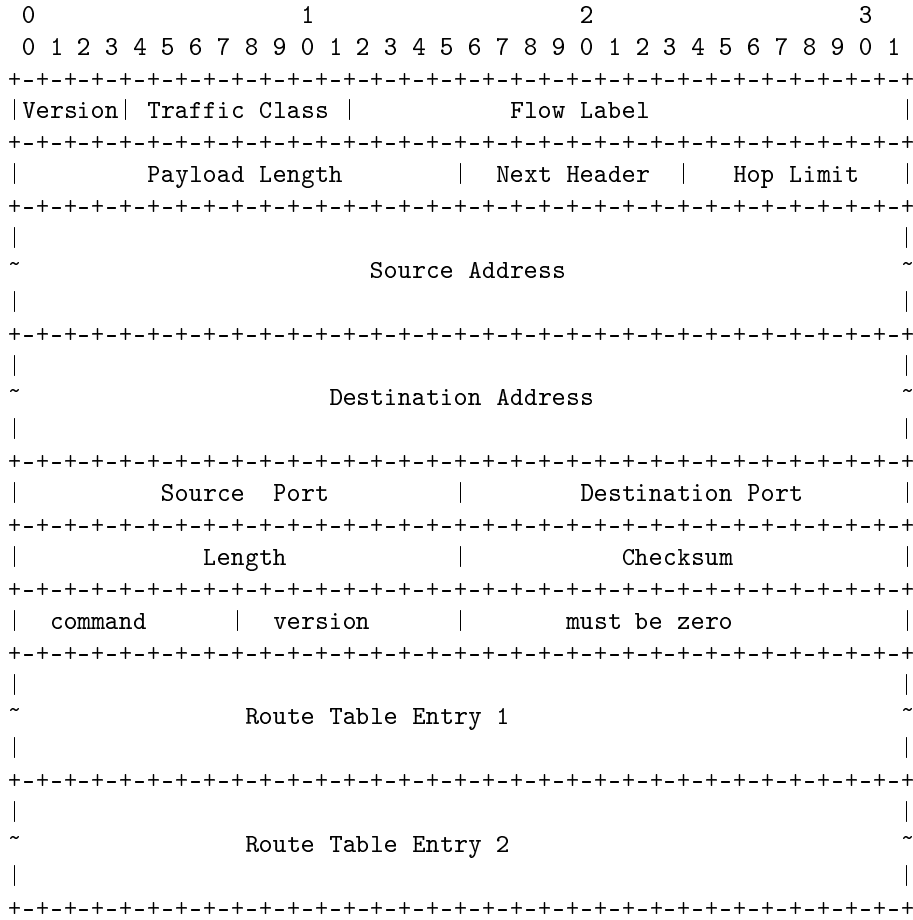 0                   1                   2                   3
 0 1 2 3 4 5 6 7 8 9 0 1 2 3 4 5 6 7 8 9 0 1 2 3 4 5 6 7 8 9 0 1
+-+-+-+-+-+-+-+-+-+-+-+-+-+-+-+-+-+-+-+-+-+-+-+-+-+-+-+-+-+-+-+-+
|Version| Traffic Class |           Flow Label                  |
+-+-+-+-+-+-+-+-+-+-+-+-+-+-+-+-+-+-+-+-+-+-+-+-+-+-+-+-+-+-+-+-+
|         Payload Length        |  Next Header  |   Hop Limit   |
+-+-+-+-+-+-+-+-+-+-+-+-+-+-+-+-+-+-+-+-+-+-+-+-+-+-+-+-+-+-+-+-+
|                                                               |
~                         Source Address                        ~
|                                                               |
+-+-+-+-+-+-+-+-+-+-+-+-+-+-+-+-+-+-+-+-+-+-+-+-+-+-+-+-+-+-+-+-+
|                                                               |
~                      Destination Address                      ~
|                                                               |
+-+-+-+-+-+-+-+-+-+-+-+-+-+-+-+-+-+-+-+-+-+-+-+-+-+-+-+-+-+-+-+-+
|          Source  Port         |        Destination Port       |
+-+-+-+-+-+-+-+-+-+-+-+-+-+-+-+-+-+-+-+-+-+-+-+-+-+-+-+-+-+-+-+-+
|             Length            |           Checksum            |
+-+-+-+-+-+-+-+-+-+-+-+-+-+-+-+-+-+-+-+-+-+-+-+-+-+-+-+-+-+-+-+-+
|  command      |  version      |       must be zero            |
+-+-+-+-+-+-+-+-+-+-+-+-+-+-+-+-+-+-+-+-+-+-+-+-+-+-+-+-+-+-+-+-+
|                                                               |
~                Route Table Entry 1                            ~
|                                                               |
+-+-+-+-+-+-+-+-+-+-+-+-+-+-+-+-+-+-+-+-+-+-+-+-+-+-+-+-+-+-+-+-+
|                                                               |
~                Route Table Entry 2                            ~
|                                                               |
+-+-+-+-+-+-+-+-+-+-+-+-+-+-+-+-+-+-+-+-+-+-+-+-+-+-+-+-+-+-+-+-+